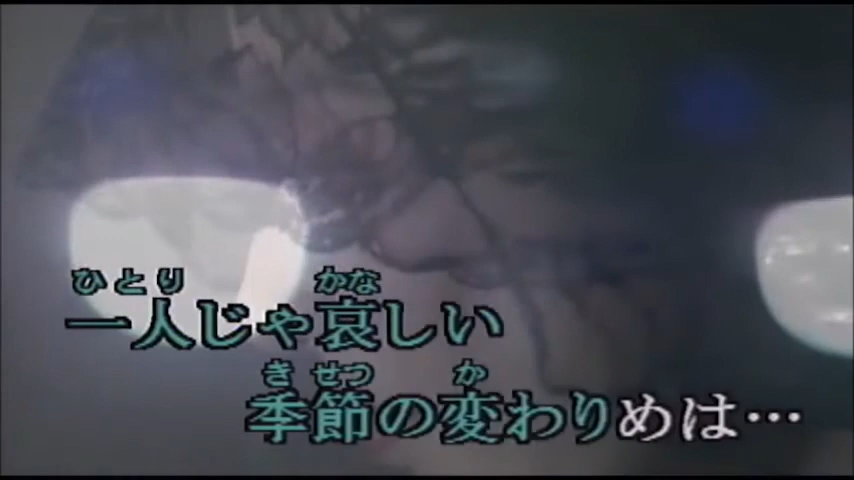 ひとり かな
一人じゃ哀しい
きせつ か
季節の変わりめは…